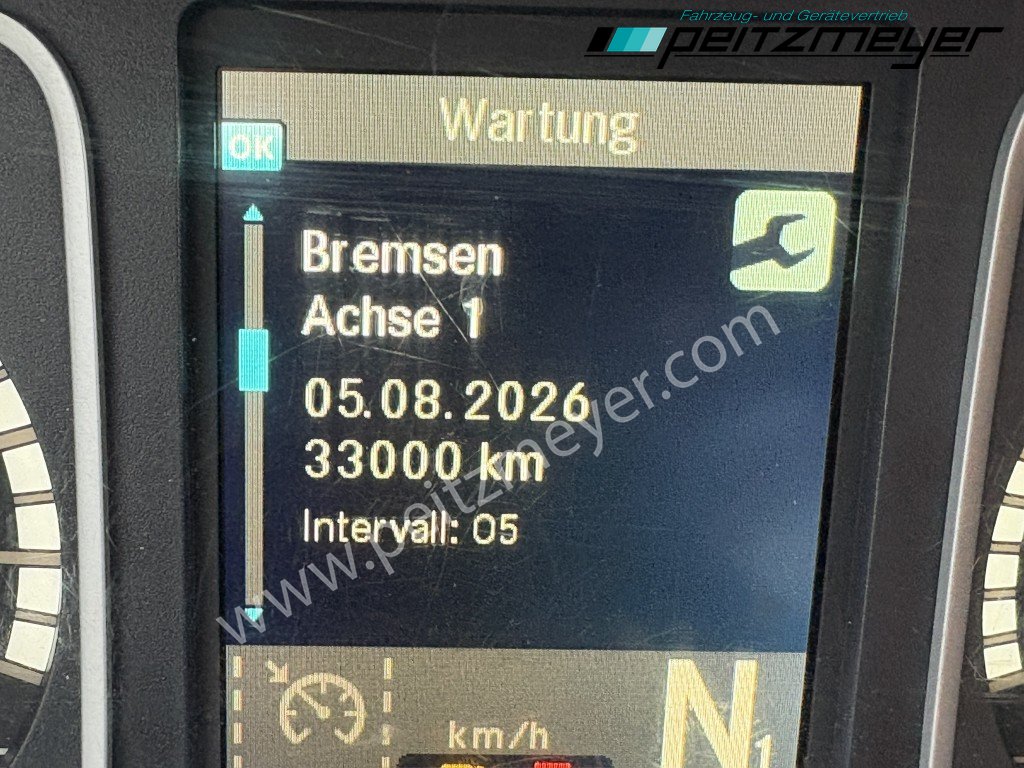 Fahrzeug- und Gerätevertrieb
peitzmeyer
Wartung
OK
Bremsen
Achse 1
05.08.2026
33000 km
Intervall: 05
www.peitzmeyer.com
km/h
N
1